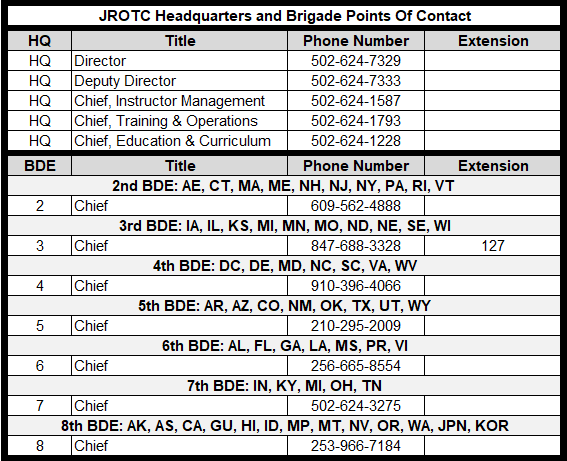 JROTC Headquarters and Brigade Points Of Contact
HQ Title Phone Number Extension
HQ Director 502-624-7329
HQ Deputy Director 502-624-7333
HQ Chief, Instructor Management 502-624-1587
HQ Chief, Training & Operations 502-624-1793
HQ Chief, Education & Curriculum 502-624-1228
BDE Title Phone Number Extension
2nd BDE: AE, CT, MA, ME, NH, NJ, NY, PA, RI, VT
2 Chief 609-562-4888
3rd BDE: IA, IL, KS, MI, MN, MO, ND, NE, SE, WI
3 Chief 847-688-3328 127
4th BDE: DC, DE, MD, NC, SC, VA, WV
4 Chief 910-396-4066
5th BDE: AR, AZ, CO, NM, OK, TX, UT, WY
5 Chief 210-295-2009
6th BDE: AL, FL, GA, LA, MS, PR, VI
6 Chief 256-665-8554
7th BDE: IN, KY, MI, OH, TN
7 Chief 502-624-3275
8th BDE: AK, AS, CA, GU, HI, ID, MP, MT, NV, OR, WA, JPN, KOR
8 Chief 253-966-7184